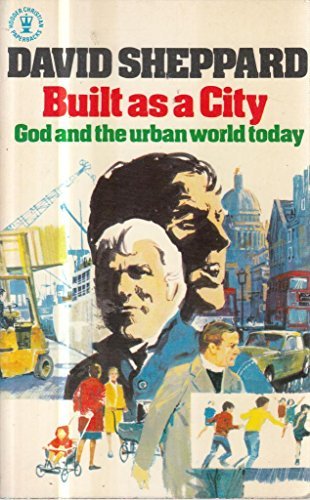 HODDER CHRISTIAN
PAPERBACKS
DAVID SHEPPARD
Built as a City
God and the urban world today